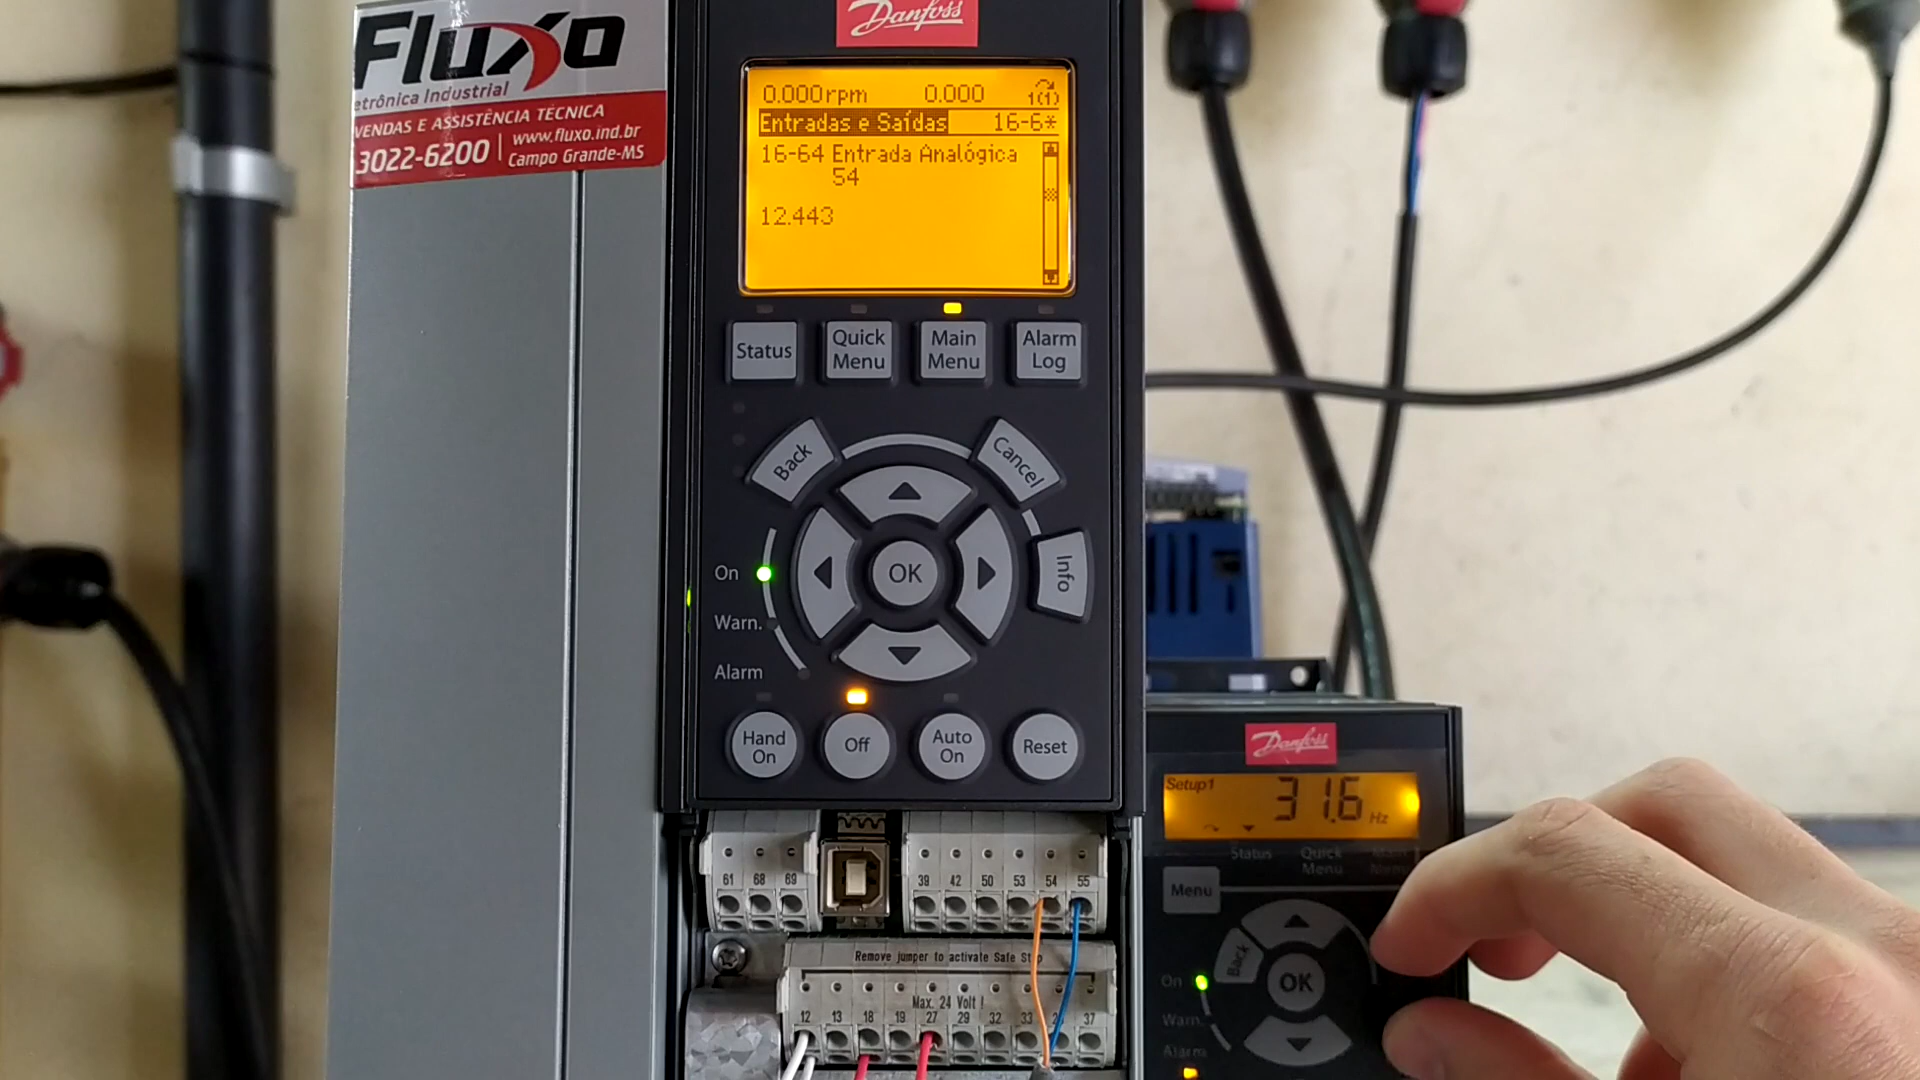 Fluxo
etrônica Industrial
VENDAS E ASSISTÊNCIA TÉCNICA
3022-6200
www.fluxo.ind.br
Campo Grande-MS
Danfoss
0.000rpm 0.000 1(1)
Entradas e Saídas 16-6*
16-64 Entrada Analógica
54
12.443
Status
Quick
Menu
Main
Menu
Alarm
Log
Back
Cancel
Info
OK
On
Warn.
Alarm
Hand
On
Off
Auto
On
Reset
61 68 69
39 42 50 53 54 55
Remove jumper to activate Safe Stop
Max. 24 Volt !
12 13 18 19 27 29 32 33 37
Danfoss
Setup1
31.6 Hz
Status
Quick
Menu
Main
Menu
Menu
Back
OK
On
Warn.
Alarm